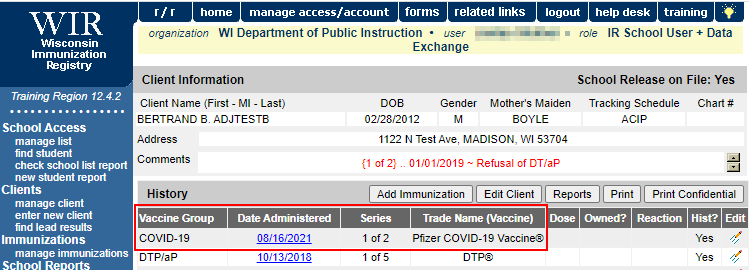 r / r home manage access/account forms related links logout help desk training
WIR
Wisconsin
Immunization
Registry
organization WI Department of Public Instruction • user role IR School User + Data
Exchange
Training Region 12.4.2
Client Information School Release on File: Yes
Client Name (First - MI - Last) DOB Gender Mother's Maiden Tracking Schedule Chart #
BERTRAND B. ADJTESTB 02/28/2012 M BOYLE ACIP
Address 1122 N Test Ave, MADISON, WI 53704
Comments {1 of 2} .. 01/01/2019 ~ Refusal of DT/aP
School Access
manage list
find student
check school list report
new student report
Clients
manage client
enter new client
find lead results
Immunizations
manage immunizations
School Reports
History Add Immunization Edit Client Reports Print Print Confidential
Vaccine Group Date Administered Series Trade Name (Vaccine) Dose Owned? Reaction Hist? Edit
COVID-19 08/16/2021 1 of 2 Pfizer COVID-19 Vaccine® Yes
DTP/aP 10/13/2018 1 of 5 DTP® Yes